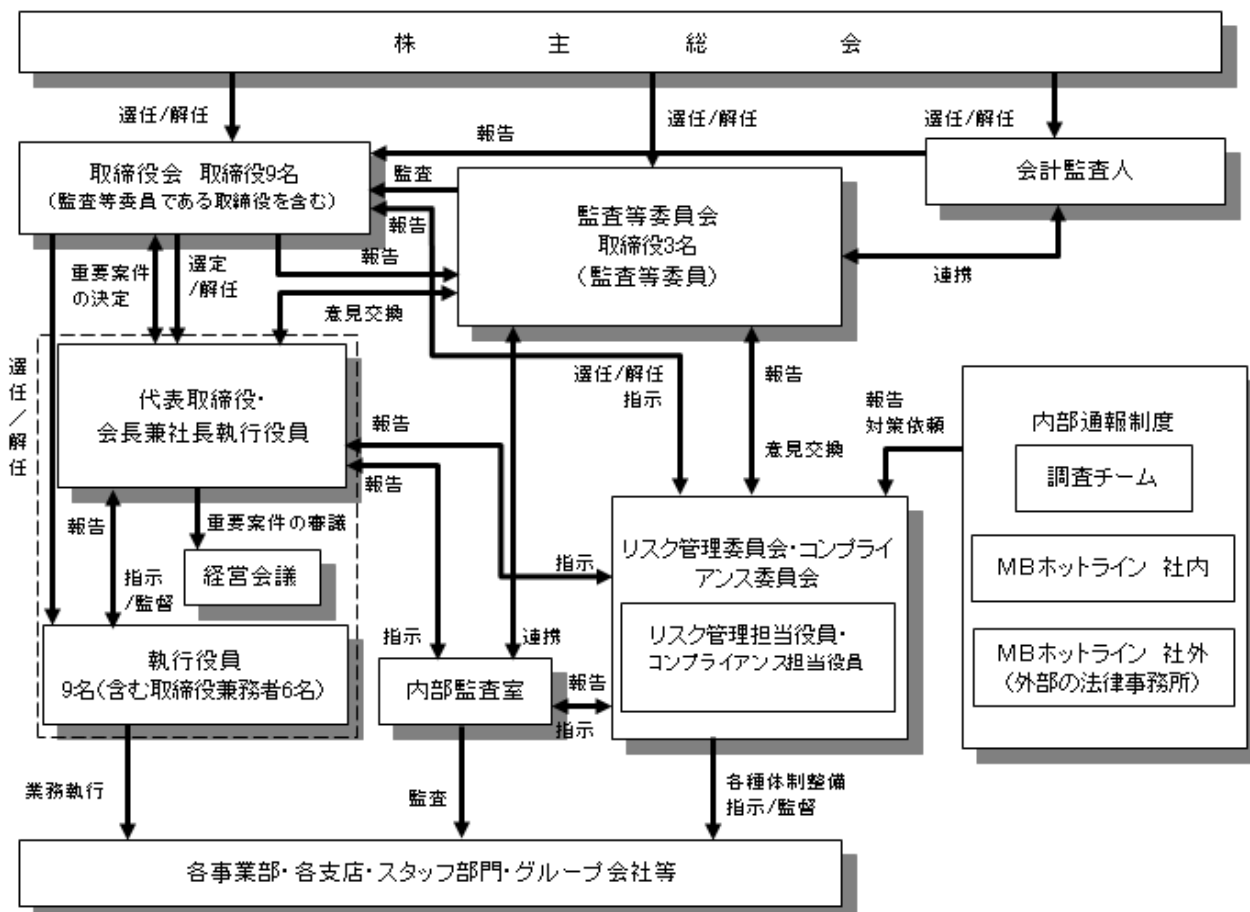 株主総会
選任/解任
選任/解任
選任/解任
報告
取締役会 取締役9名
(監査等委員である取締役を含む)
監査
監査等委員会
取締役3名
(監査等委員)
会計監査人
報告
連携
重要案件
の決定
選定
/解任
報告
意見交換
選任/解任
代表取締役・
会長兼社長執行役員
選任/解任
指示
報告
意見交換
報告
対策依頼
内部通報制度
調査チーム
MBホットライン 社内
MBホットライン 社外
(外部の法律事務所)
報告
報告
報告
重要案件の審議
経営会議
指示
/監督
指示
リスク管理委員会・コンプライ
アンス委員会
リスク管理担当役員・
コンプライアンス担当役員
執行役員
9名(含む取締役兼務者6名)
指示
連携
内部監査室
報告
指示
業務執行
監査
各種体制整備
指示/監督
各事業部・各支店・スタッフ部門・グループ会社等